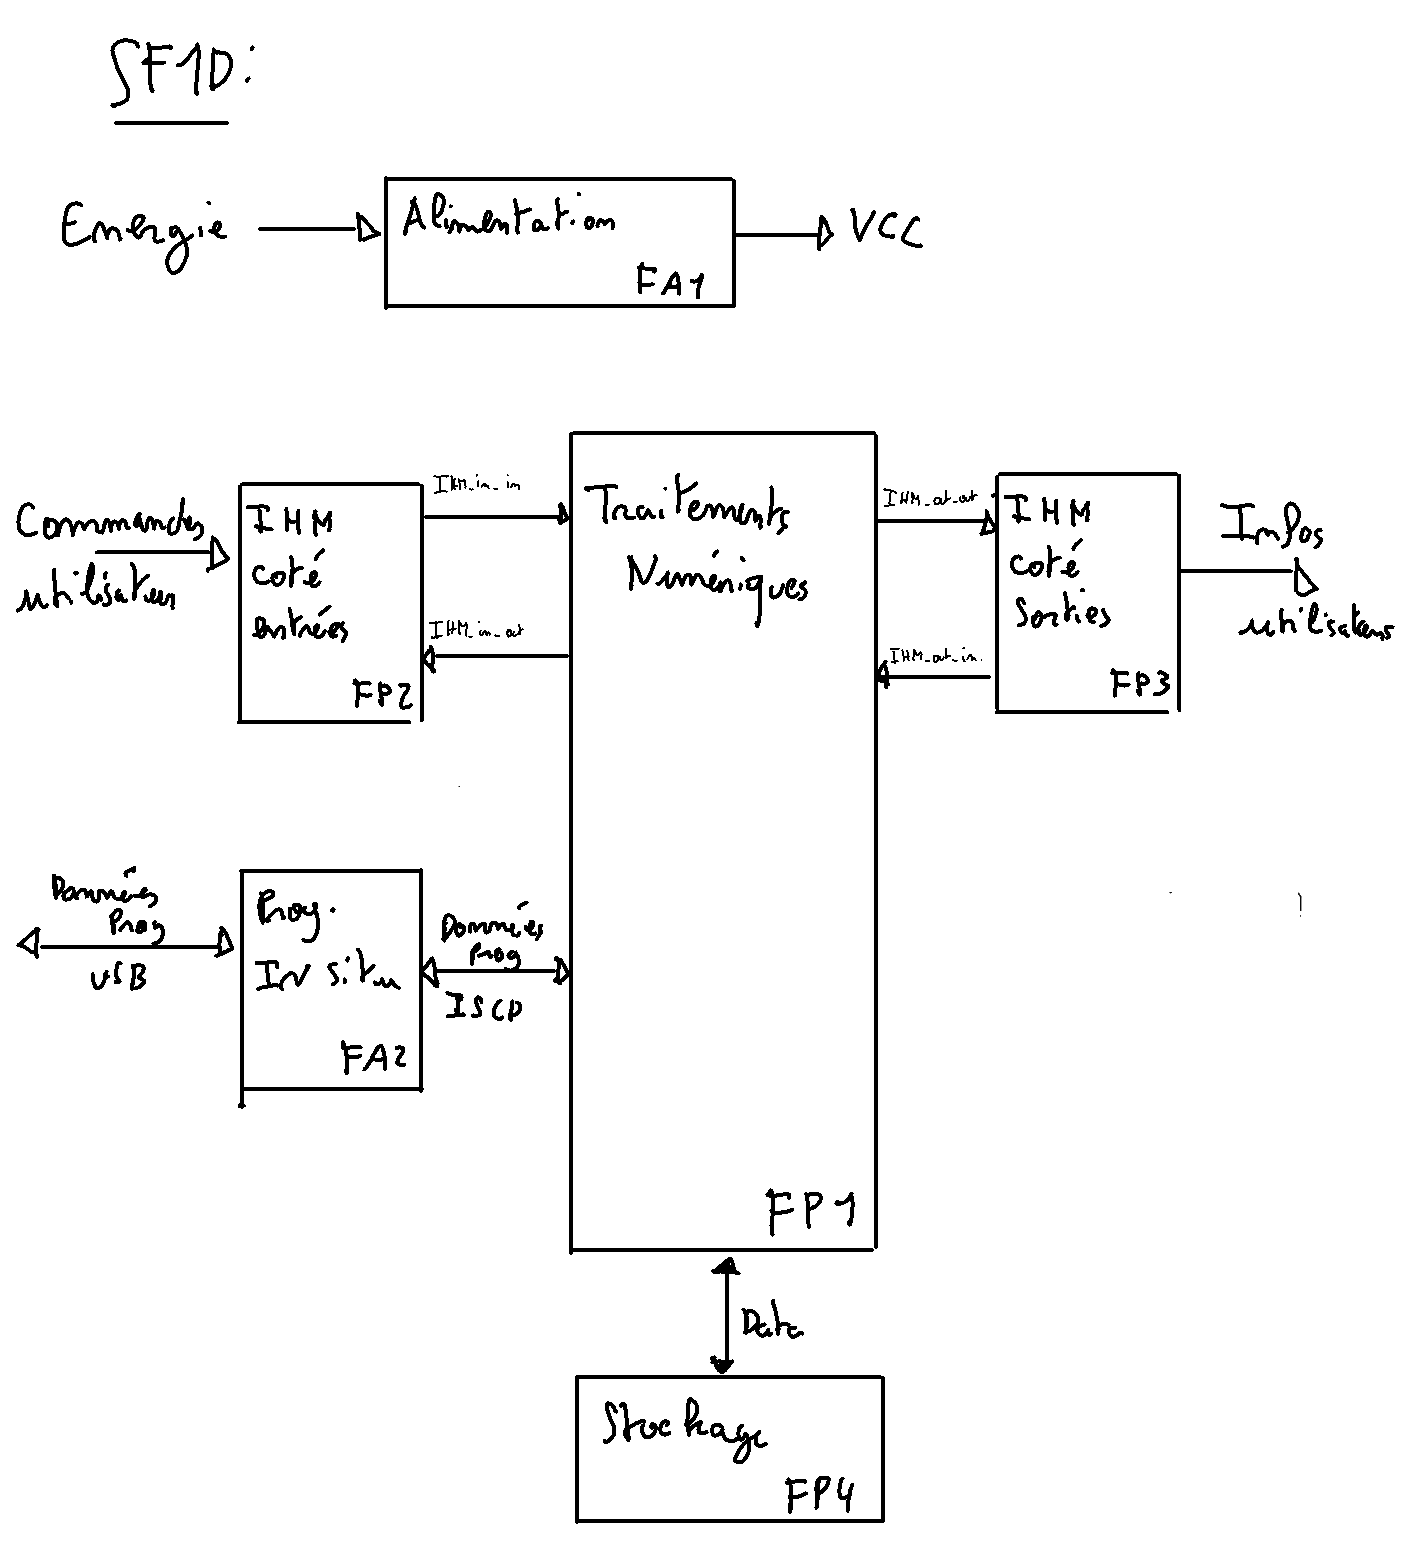 SF1D:
Energie
Alimentation
FA1
VCC
Commandes
utilisateur
IHM
coté
entrées
FP2
IHM_in_in
IHM_in_out
Traitements
Numériques
FP1
IHM_out_out
IHM_out_in
IHM
coté
Sorties
FP3
Infos
utilisateurs
Données
Prog
USB
Prog.
IN situ
FA2
Données
Prog
ISCP
Data
Stockage
FP4